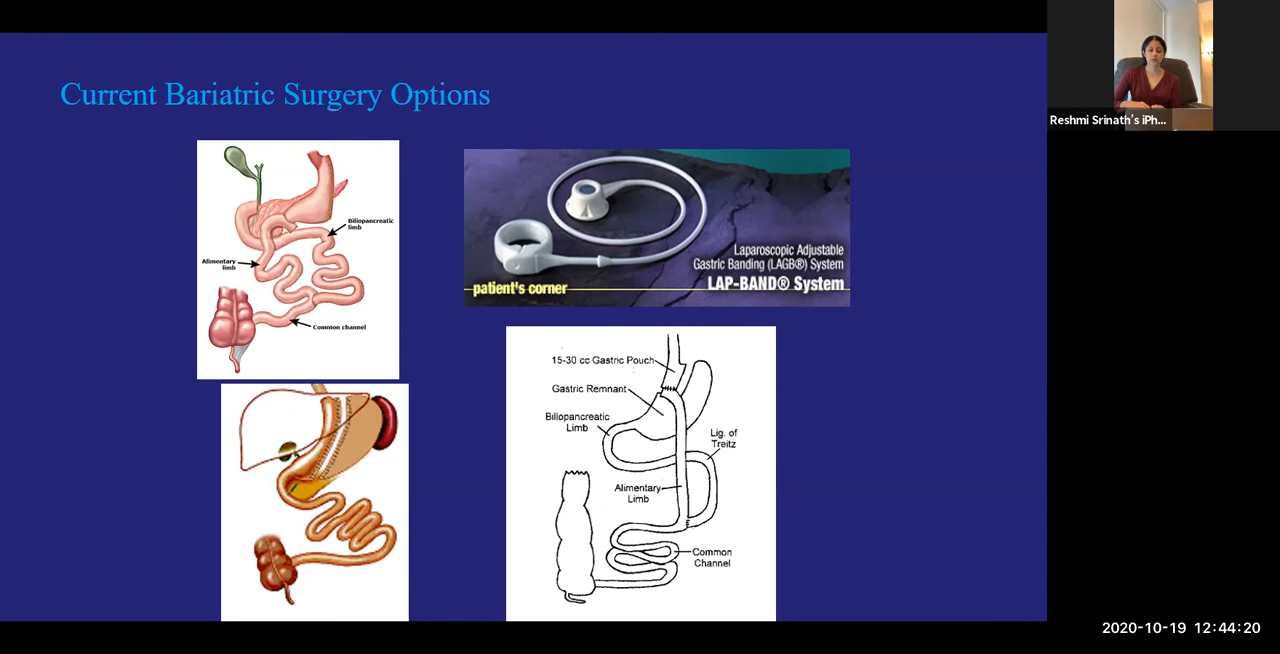 Current Bariatric Surgery Options
Biliopancreatic
limb
Alimentary
limb
Common channel
Laparoscopic Adjustable
Gastric Banding (LAGB®) System
LAP-BAND® System
patient's corner
15-30 cc Gastric Pouch
Gastric Remnant
Biliopancreatic
Limb
Lig. of
Treitz
Alimentary
Limb
Common
Channel
Reshmi Srinath's iPh...
2020-10-19 12:44:20